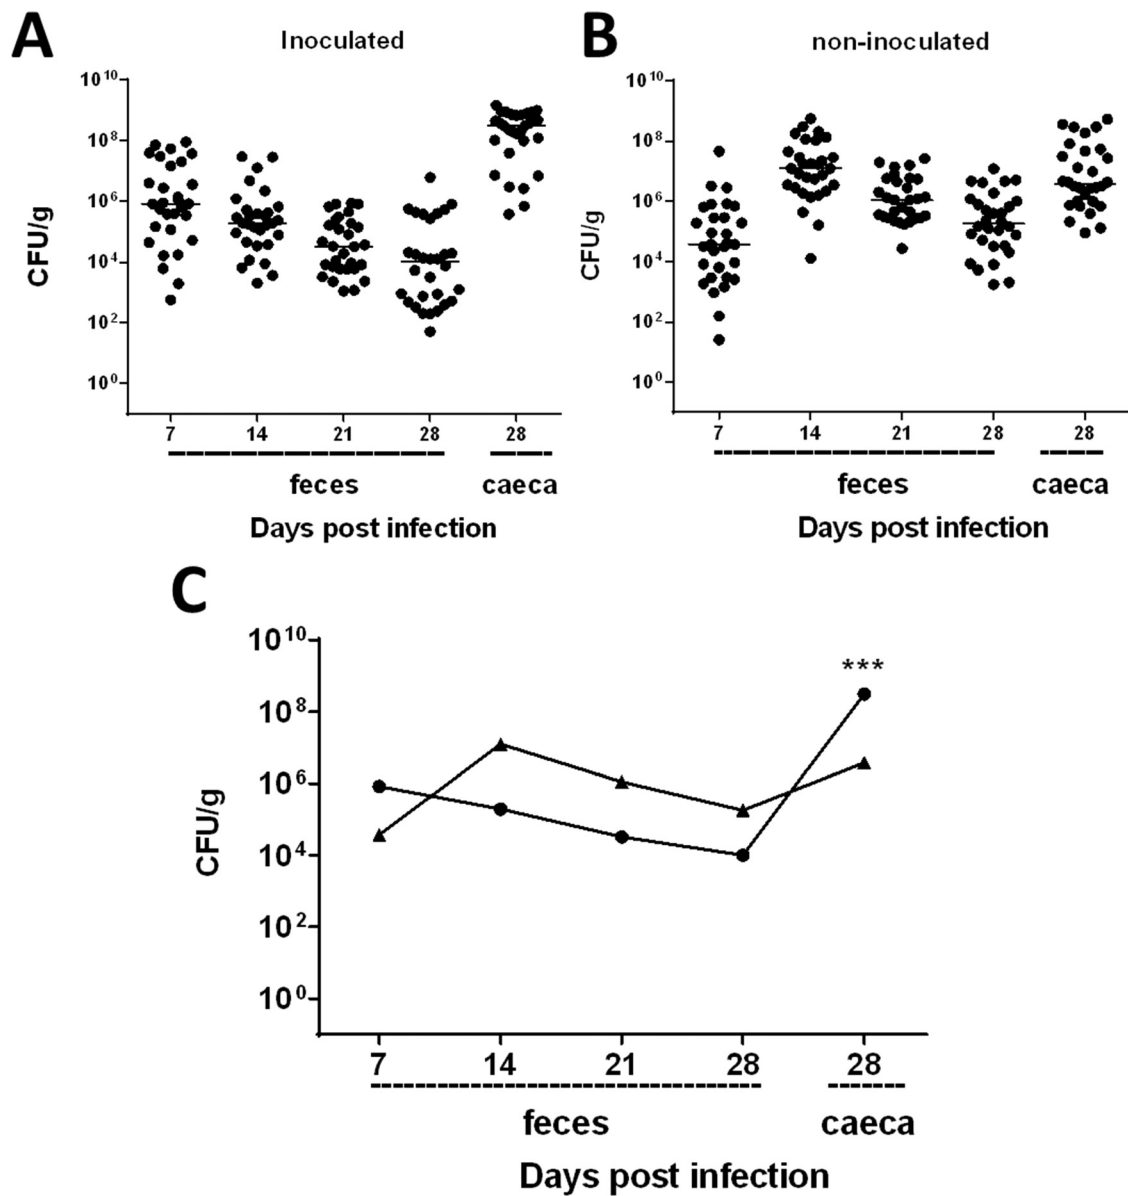 A
Inoculated
CFU/g
10^10
10^8
10^6
10^4
10^2
10^0
7 14 21 28 28
feces caeca
Days post infection
B
non-inoculated
CFU/g
10^10
10^8
10^6
10^4
10^2
10^0
7 14 21 28 28
feces caeca
Days post infection
C
CFU/g
10^10
10^8
10^6
10^4
10^2
10^0
***
7 14 21 28 28
feces caeca
Days post infection